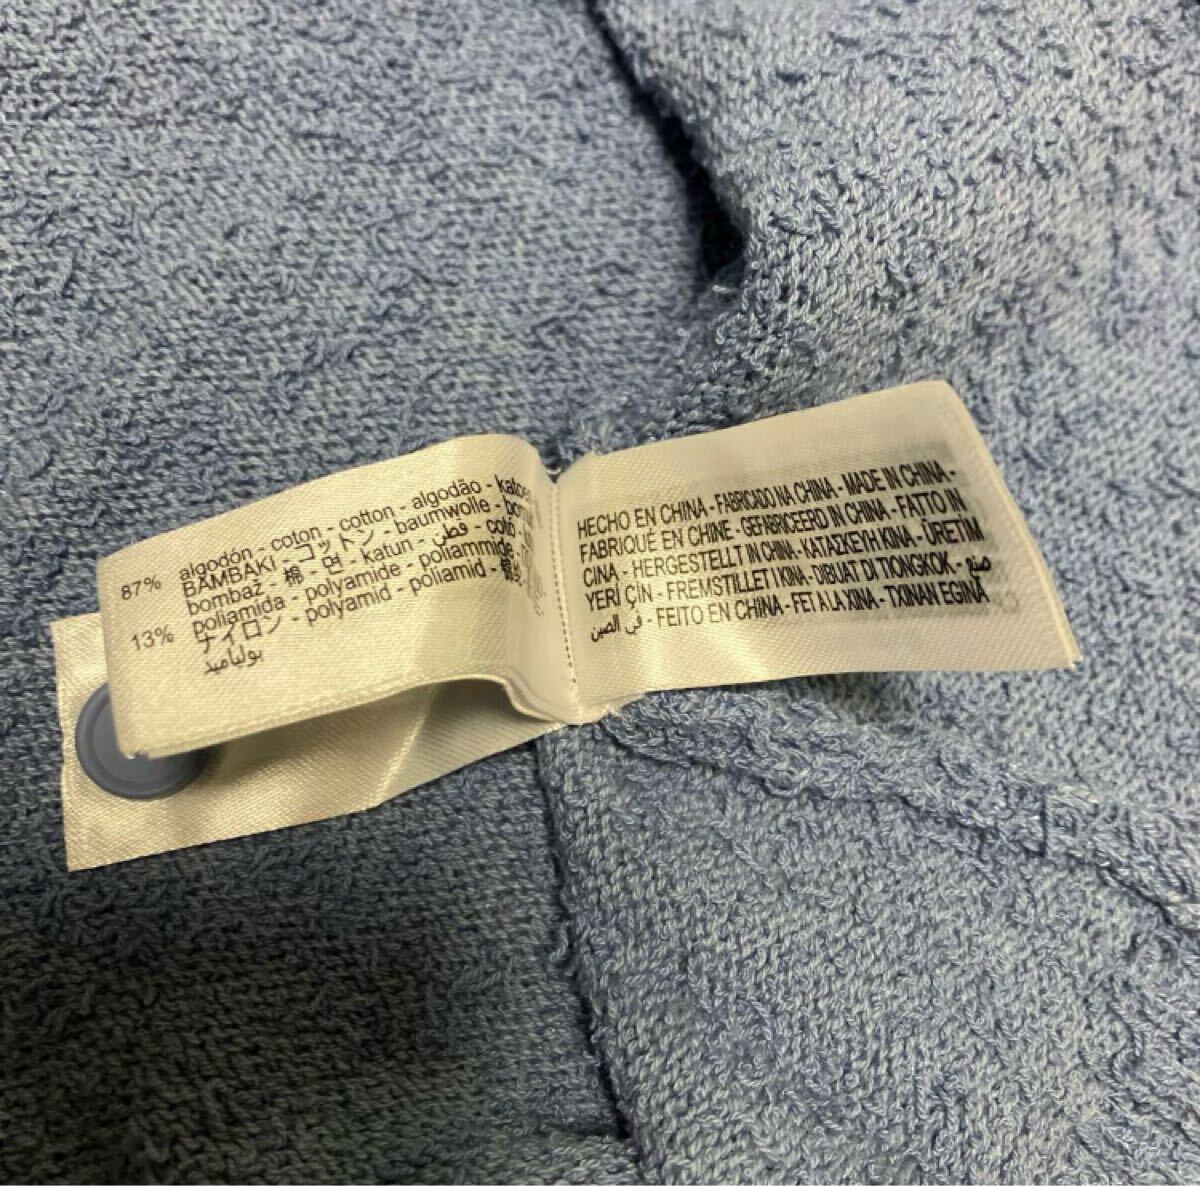 87% algodón - coton - cotton - algodão -
BAMBAKI - コットン - baumwolle -
bombaž - 棉 - 면 - katun - قطن - cotó -
13% poliamida - polyamide - poliammide
ナイロン - polyamid - poliamid -
بولياميد
HECHO EN CHINA - FABRICADO NA CHINA - MADE IN CHINA -
FABRIQUÉ EN CHINE - GEFABRICEERD IN CHINA - FATTO IN
CINA - HERGESTELLT IN CHINA - ΚΑΤΑΣΚΕΥΗ ΚΙΝΑ - ÜRETİM
YERİ ÇİN - FREMSTILLET I KINA - DIBUAT DI TIONGKOK - صنع
في الصين - FEITO EN CHINA - FET A LA XINA - TXINAN EGINA